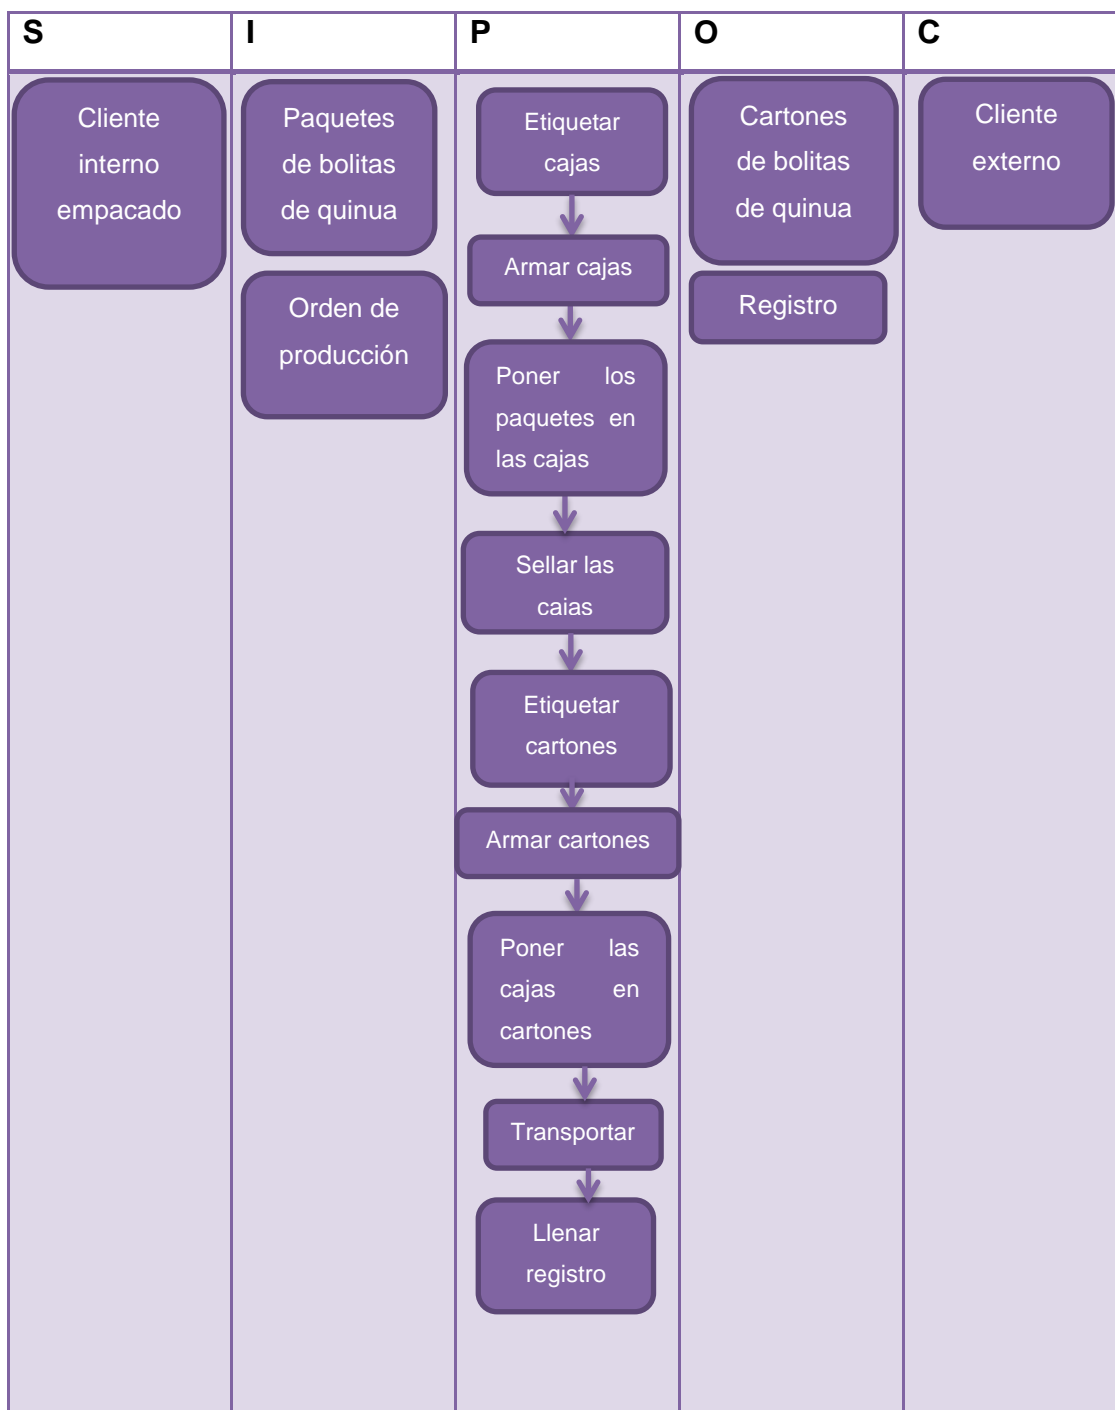 S
I
P
O
C
Cliente
interno
empacado
Paquetes
de bolitas
de quinua
Orden de
producción
Etiquetar
cajas
Armar cajas
Poner los
paquetes en
las cajas
Sellar las
cajas
Etiquetar
cartones
Armar cartones
Poner las
cajas en
cartones
Transportar
Llenar
registro
Cartones
de bolitas
de quinua
Registro
Cliente
externo